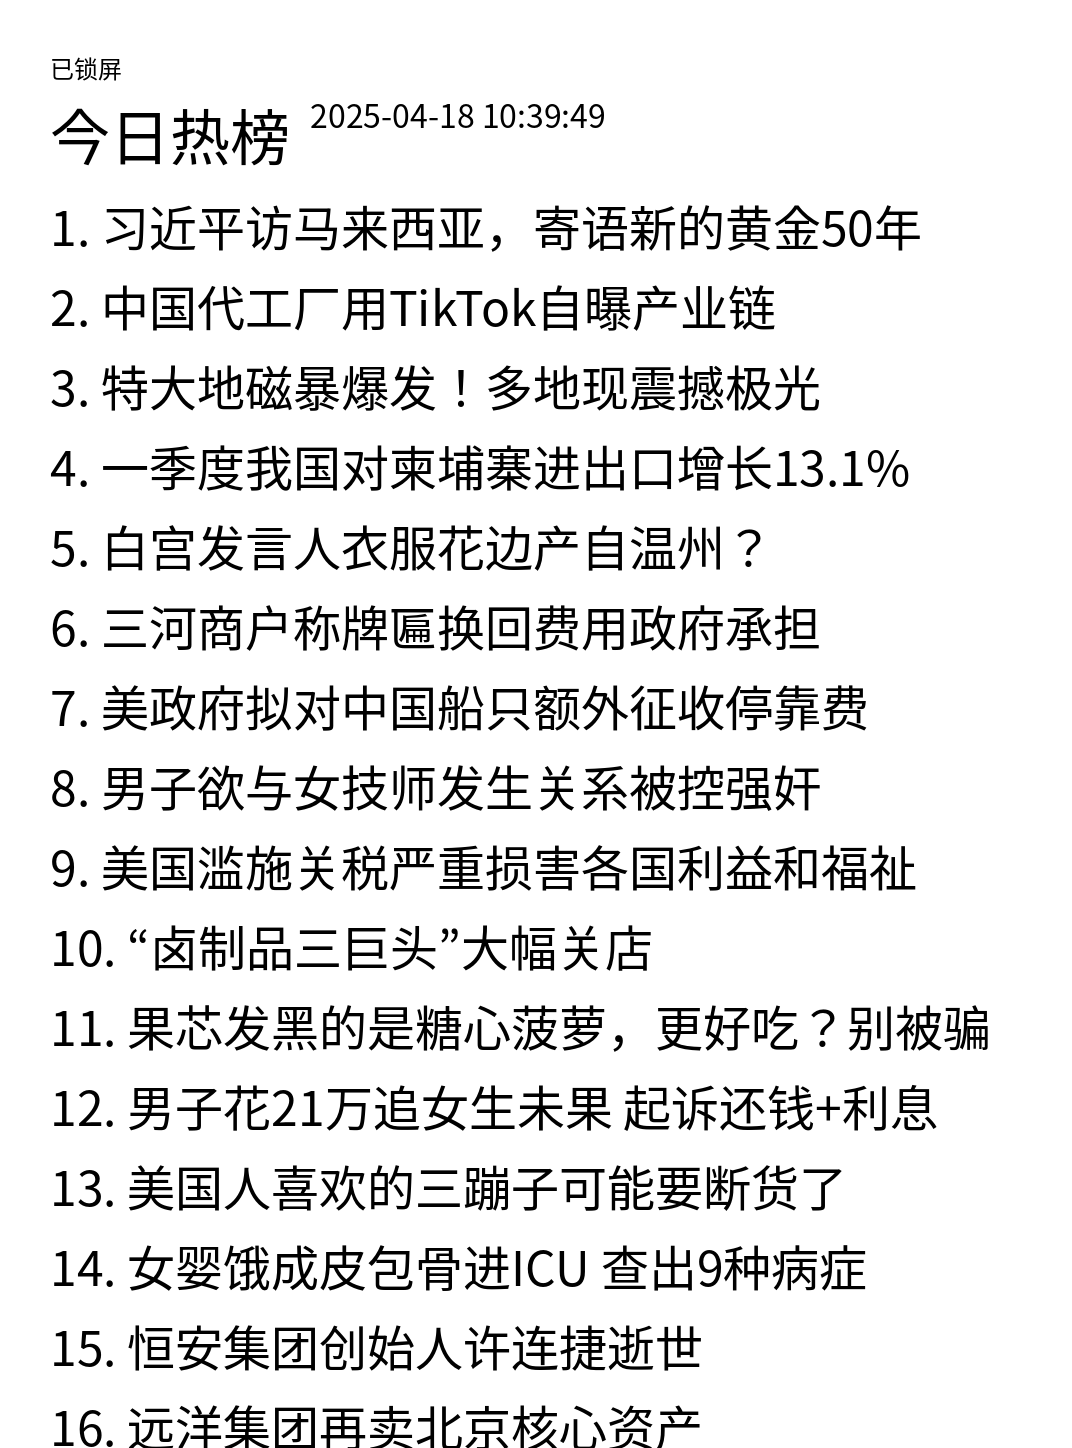 已锁屏
今日热榜 2025-04-18 10:39:49
1. 习近平访马来西亚，寄语新的黄金50年
2. 中国代工厂用TikTok自曝产业链
3. 特大地磁暴爆发！多地现震撼极光
4. 一季度我国对柬埔寨进出口增长13.1%
5. 白宫发言人衣服花边产自温州？
6. 三河商户称牌匾换回费用政府承担
7. 美政府拟对中国船只额外征收停靠费
8. 男子欲与女技师发生关系被控强奸
9. 美国滥施关税严重损害各国利益和福祉
10. “卤制品三巨头”大幅关店
11. 果芯发黑的是糖心菠萝，更好吃？别被骗
12. 男子花21万追女生未果 起诉还钱+利息
13. 美国人喜欢的三蹦子可能要断货了
14. 女婴饿成皮包骨进ICU 查出9种病症
15. 恒安集团创始人许连捷逝世
16. 远洋集团再卖北京核心资产